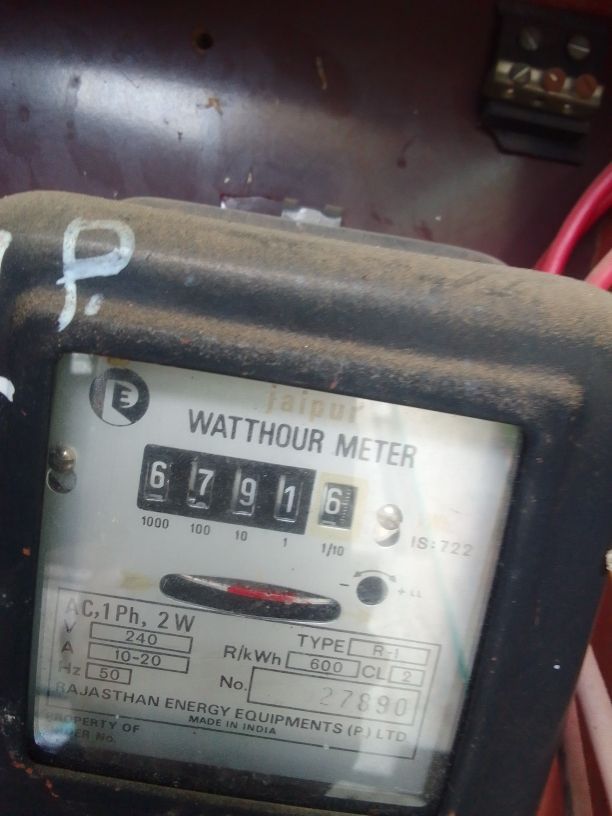 P.
jaipur
WATTHOUR METER
6 7 9 1 6
1000 100 10 1 1/10
IS:722
- + LL
AC,1Ph, 2W
V 240
A 10-20
Hz 50
TYPE R-1
R/kWh 600 CL 2
No. 27890
RAJASTHAN ENERGY EQUIPMENTS (P.) LTD.
MADE IN INDIA
PROPERTY OF
No.